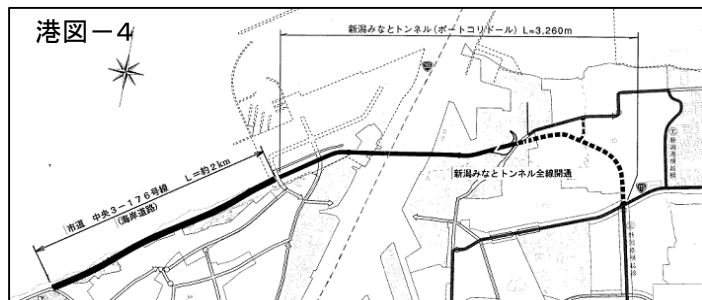 港図－4
新潟みなとトンネル(ポートコリドール) L=3,260m
市道 中央3－176号線 L=約2km
(海岸道路)
新潟みなとトンネル全線開通